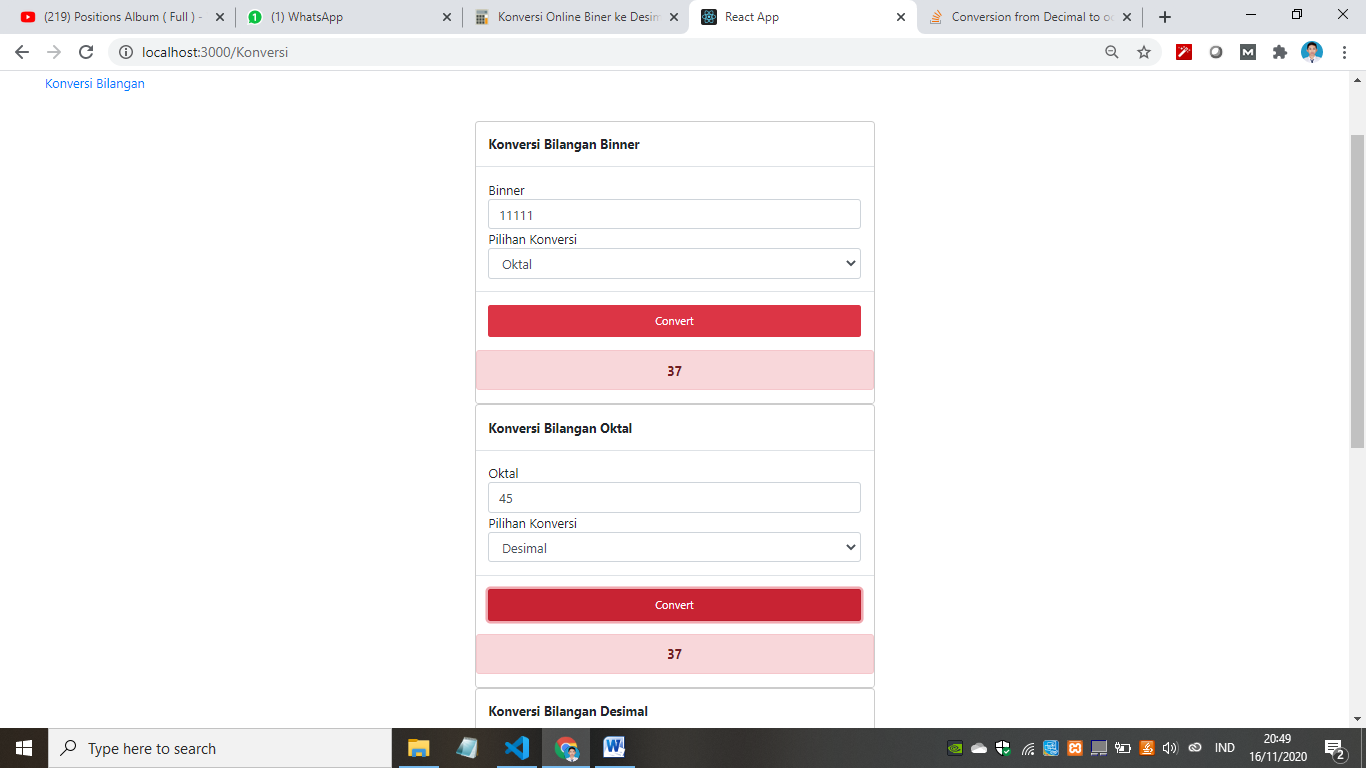 (219) Positions Album ( Full ) -
(1) WhatsApp
Konversi Online Biner ke Desim
React App
Conversion from Decimal to oc
localhost:3000/Konversi
Konversi Bilangan
Konversi Bilangan Binner
Binner
11111
Pilihan Konversi
Oktal
Convert
37
Konversi Bilangan Oktal
Oktal
45
Pilihan Konversi
Desimal
Convert
37
Konversi Bilangan Desimal
Type here to search
IND
20:49
16/11/2020
2